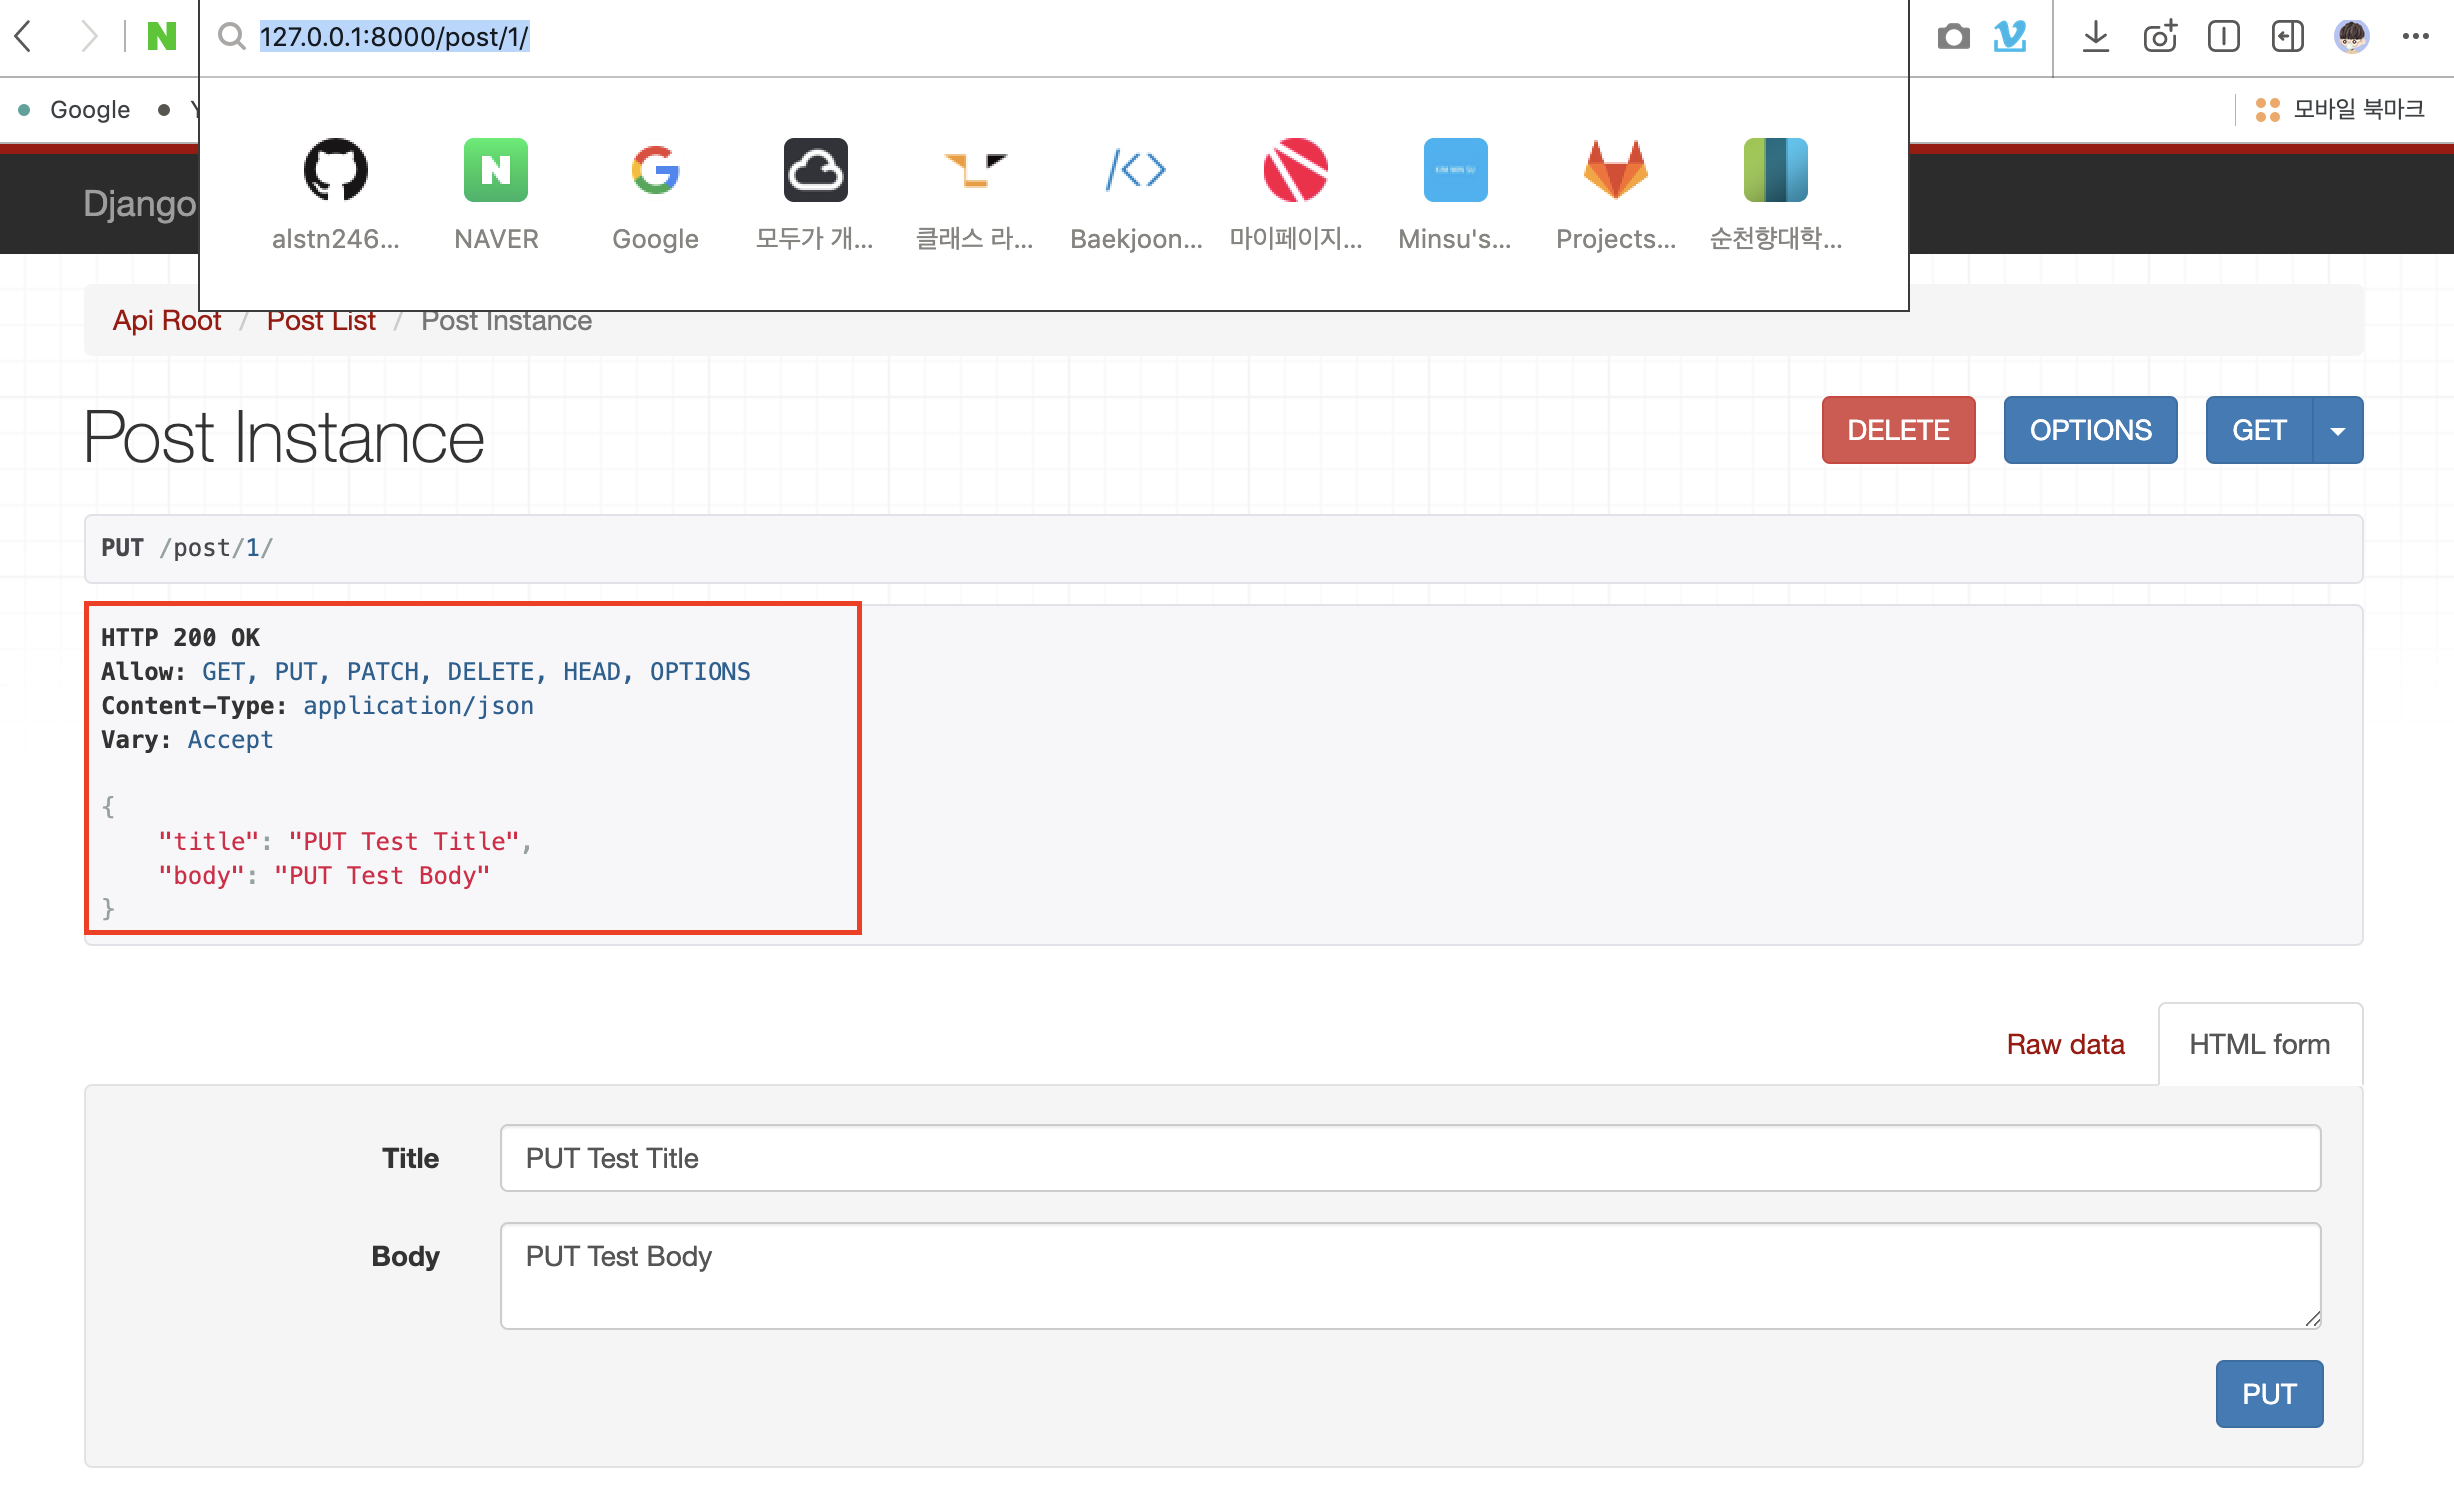 127.0.0.1:8000/post/1/
Google
모바일 북마크
alstn246...
NAVER
Google
모두가 개...
클래스 라...
Baekjoon...
마이페이지...
Minsu's...
Projects...
순천향대학...
Django
Api Root / Post List / Post Instance
Post Instance
DELETE
OPTIONS
GET
PUT /post/1/
HTTP 200 OK
Allow: GET, PUT, PATCH, DELETE, HEAD, OPTIONS
Content-Type: application/json
Vary: Accept
{
"title": "PUT Test Title",
"body": "PUT Test Body"
}
Raw data
HTML form
Title
PUT Test Title
Body
PUT Test Body
PUT